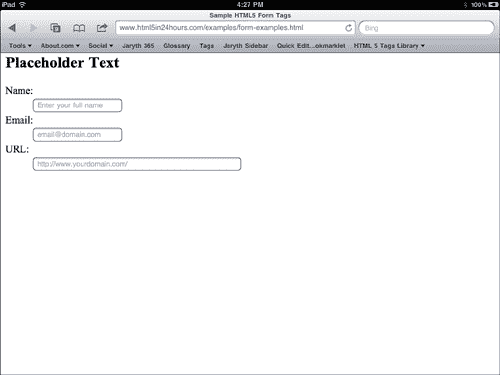 iPad 4:27 PM 100%
Sample HTML5 Form Tags
www.html5in24hours.com/examples/form-examples.html Bing
Tools About.com Social Jaryth 365 Glossary Tags Jaryth Sidebar Quick Edit...okmarklet HTML 5 Tags Library
Placeholder Text
Name:
Enter your full name
Email:
email@domain.com
URL:
http://www.yourdomain.com/